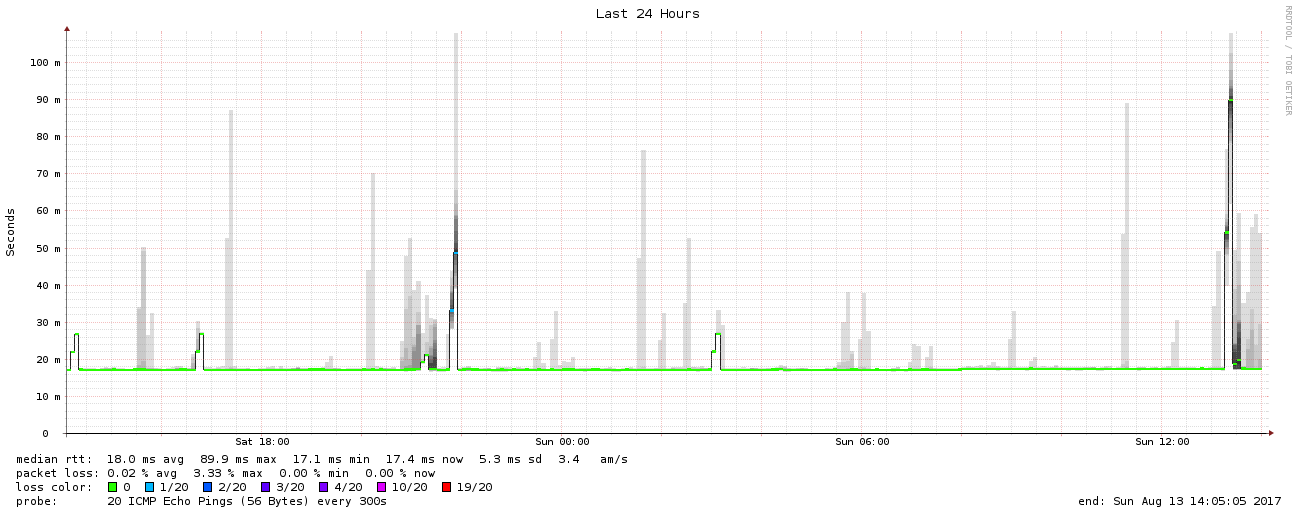 Last 24 Hours
RRDTOOL / TOBI OETIKER
Seconds
100 m
90 m
80 m
70 m
60 m
50 m
40 m
30 m
20 m
10 m
0
Sat 18:00 Sun 00:00 Sun 06:00 Sun 12:00
median rtt: 18.0 ms avg 89.9 ms max 17.1 ms min 17.4 ms now 5.3 ms sd 3.4 am/s
packet loss: 0.02 % avg 3.33 % max 0.00 % min 0.00 % now
loss color: 0 1/20 2/20 3/20 4/20 10/20 19/20
probe: 20 ICMP Echo Pings (56 Bytes) every 300s end: Sun Aug 13 14:05:05 2017